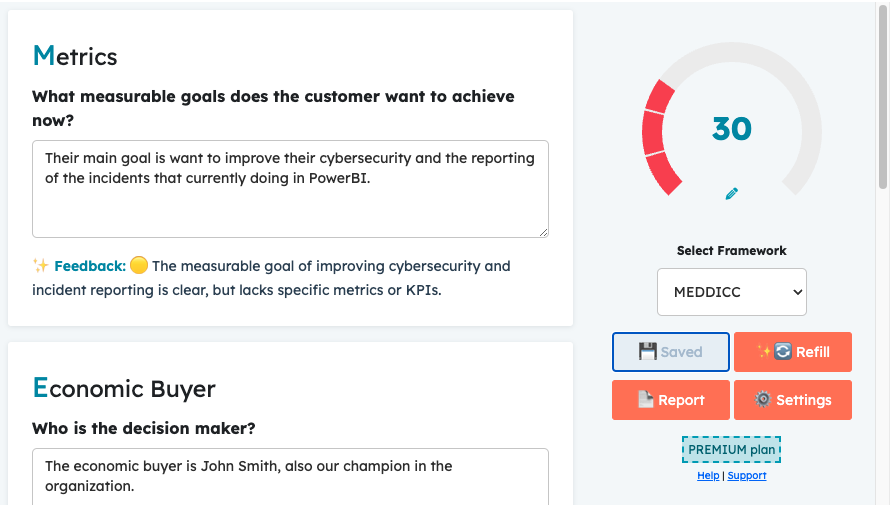 Metrics
What measurable goals does the customer want to achieve
now?
Their main goal is want to improve their cybersecurity and the reporting
of the incidents that currently doing in PowerBI.
✨ Feedback: 🟡 The measurable goal of improving cybersecurity and
incident reporting is clear, but lacks specific metrics or KPIs.
Economic Buyer
Who is the decision maker?
The economic buyer is John Smith, also our champion in the
organization.
30
Select Framework
MEDDICC
💾 Saved
✨🔄 Refill
Report
⚙️ Settings
PREMIUM plan
Help | Support